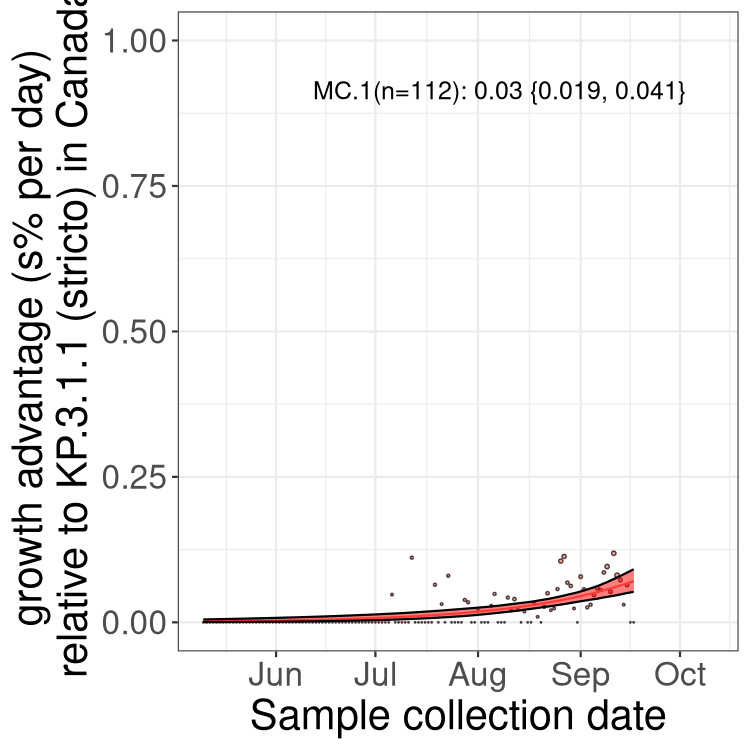 growth advantage (s% per day)
relative to KP.3.1.1 (stricto) in Canada
1.00
0.75
0.50
0.25
0.00
MC.1(n=112): 0.03 {0.019, 0.041}
Jun Jul Aug Sep Oct
Sample collection date